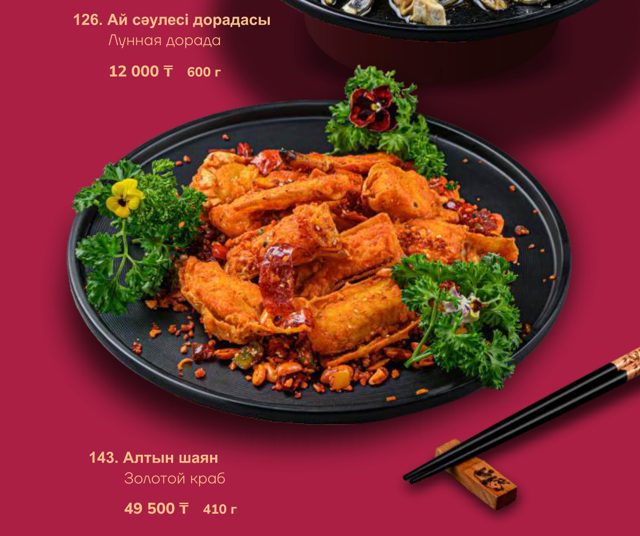 126. Ай сәулесі дорадасы
Лунная дорада
12 000 ₸ 600 г
143. Алтын шаян
Золотой краб
49 500 ₸ 410 г